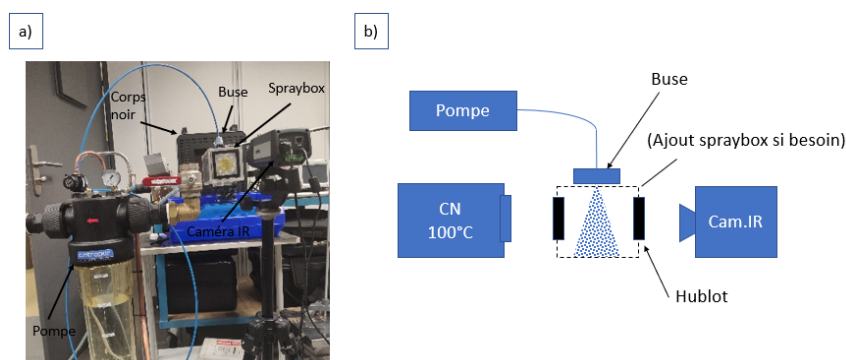 a)
Corps
noir
Buse
Spraybox
Caméra IR
Pompe
b)
Buse
Pompe
(Ajout spraybox si besoin)
CN
100°C
Cam.IR
Hublot